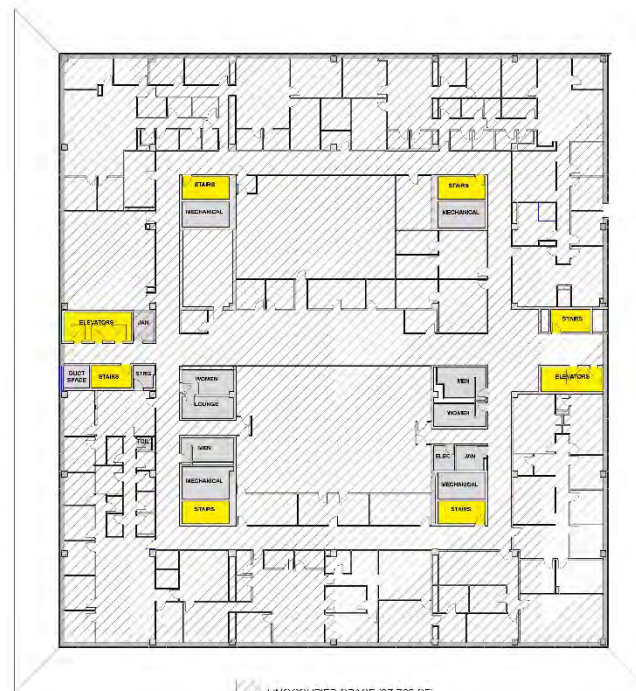 STAIRS
STAIRS
MECHANICAL
MECHANICAL
ELEVATORS
JAN
STAIRS
DUCT
SPACE
STAIRS
STRG
ELEVATORS
WOMEN
LOUNGE
MEN
WOMEN
TOIL
MEN
ELEC
JAN
MECHANICAL
MECHANICAL
STAIRS
STAIRS